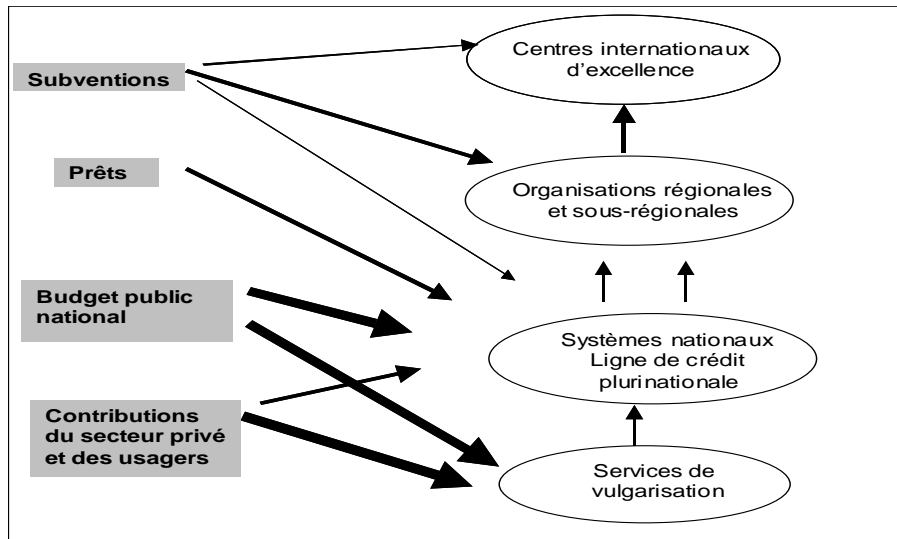 Subventions
Prêts
Budget public
national
Contributions
du secteur privé
et des usagers
Centres internationaux
d'excellence
Organisations régionales
et sous-régionales
Systèmes nationaux
Ligne de crédit
plurinationale
Services de
vulgarisation